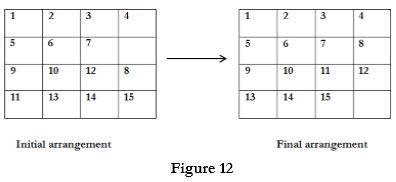 1 2 3 4 1 2 3 4
5 6 7 5 6 7 8
9 10 12 8 9 10 11 12
11 13 14 15 13 14 15
Initial arrangement Final arrangement
Figure 12